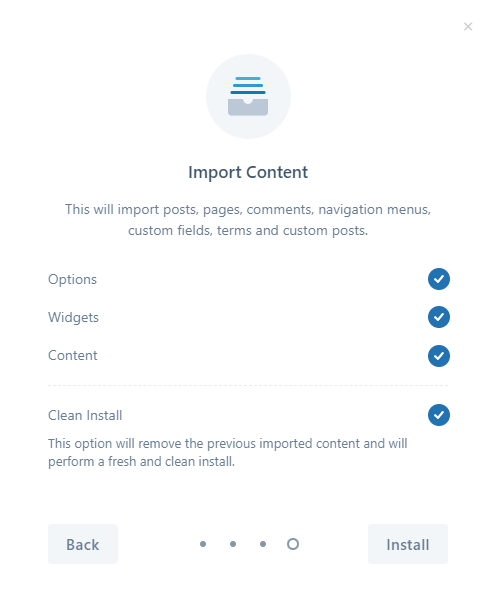 Import Content
This will import posts, pages, comments, navigation menus,
custom fields, terms and custom posts.
Options
Widgets
Content
Clean Install
This option will remove the previous imported content and will
perform a fresh and clean install.
Back
Install